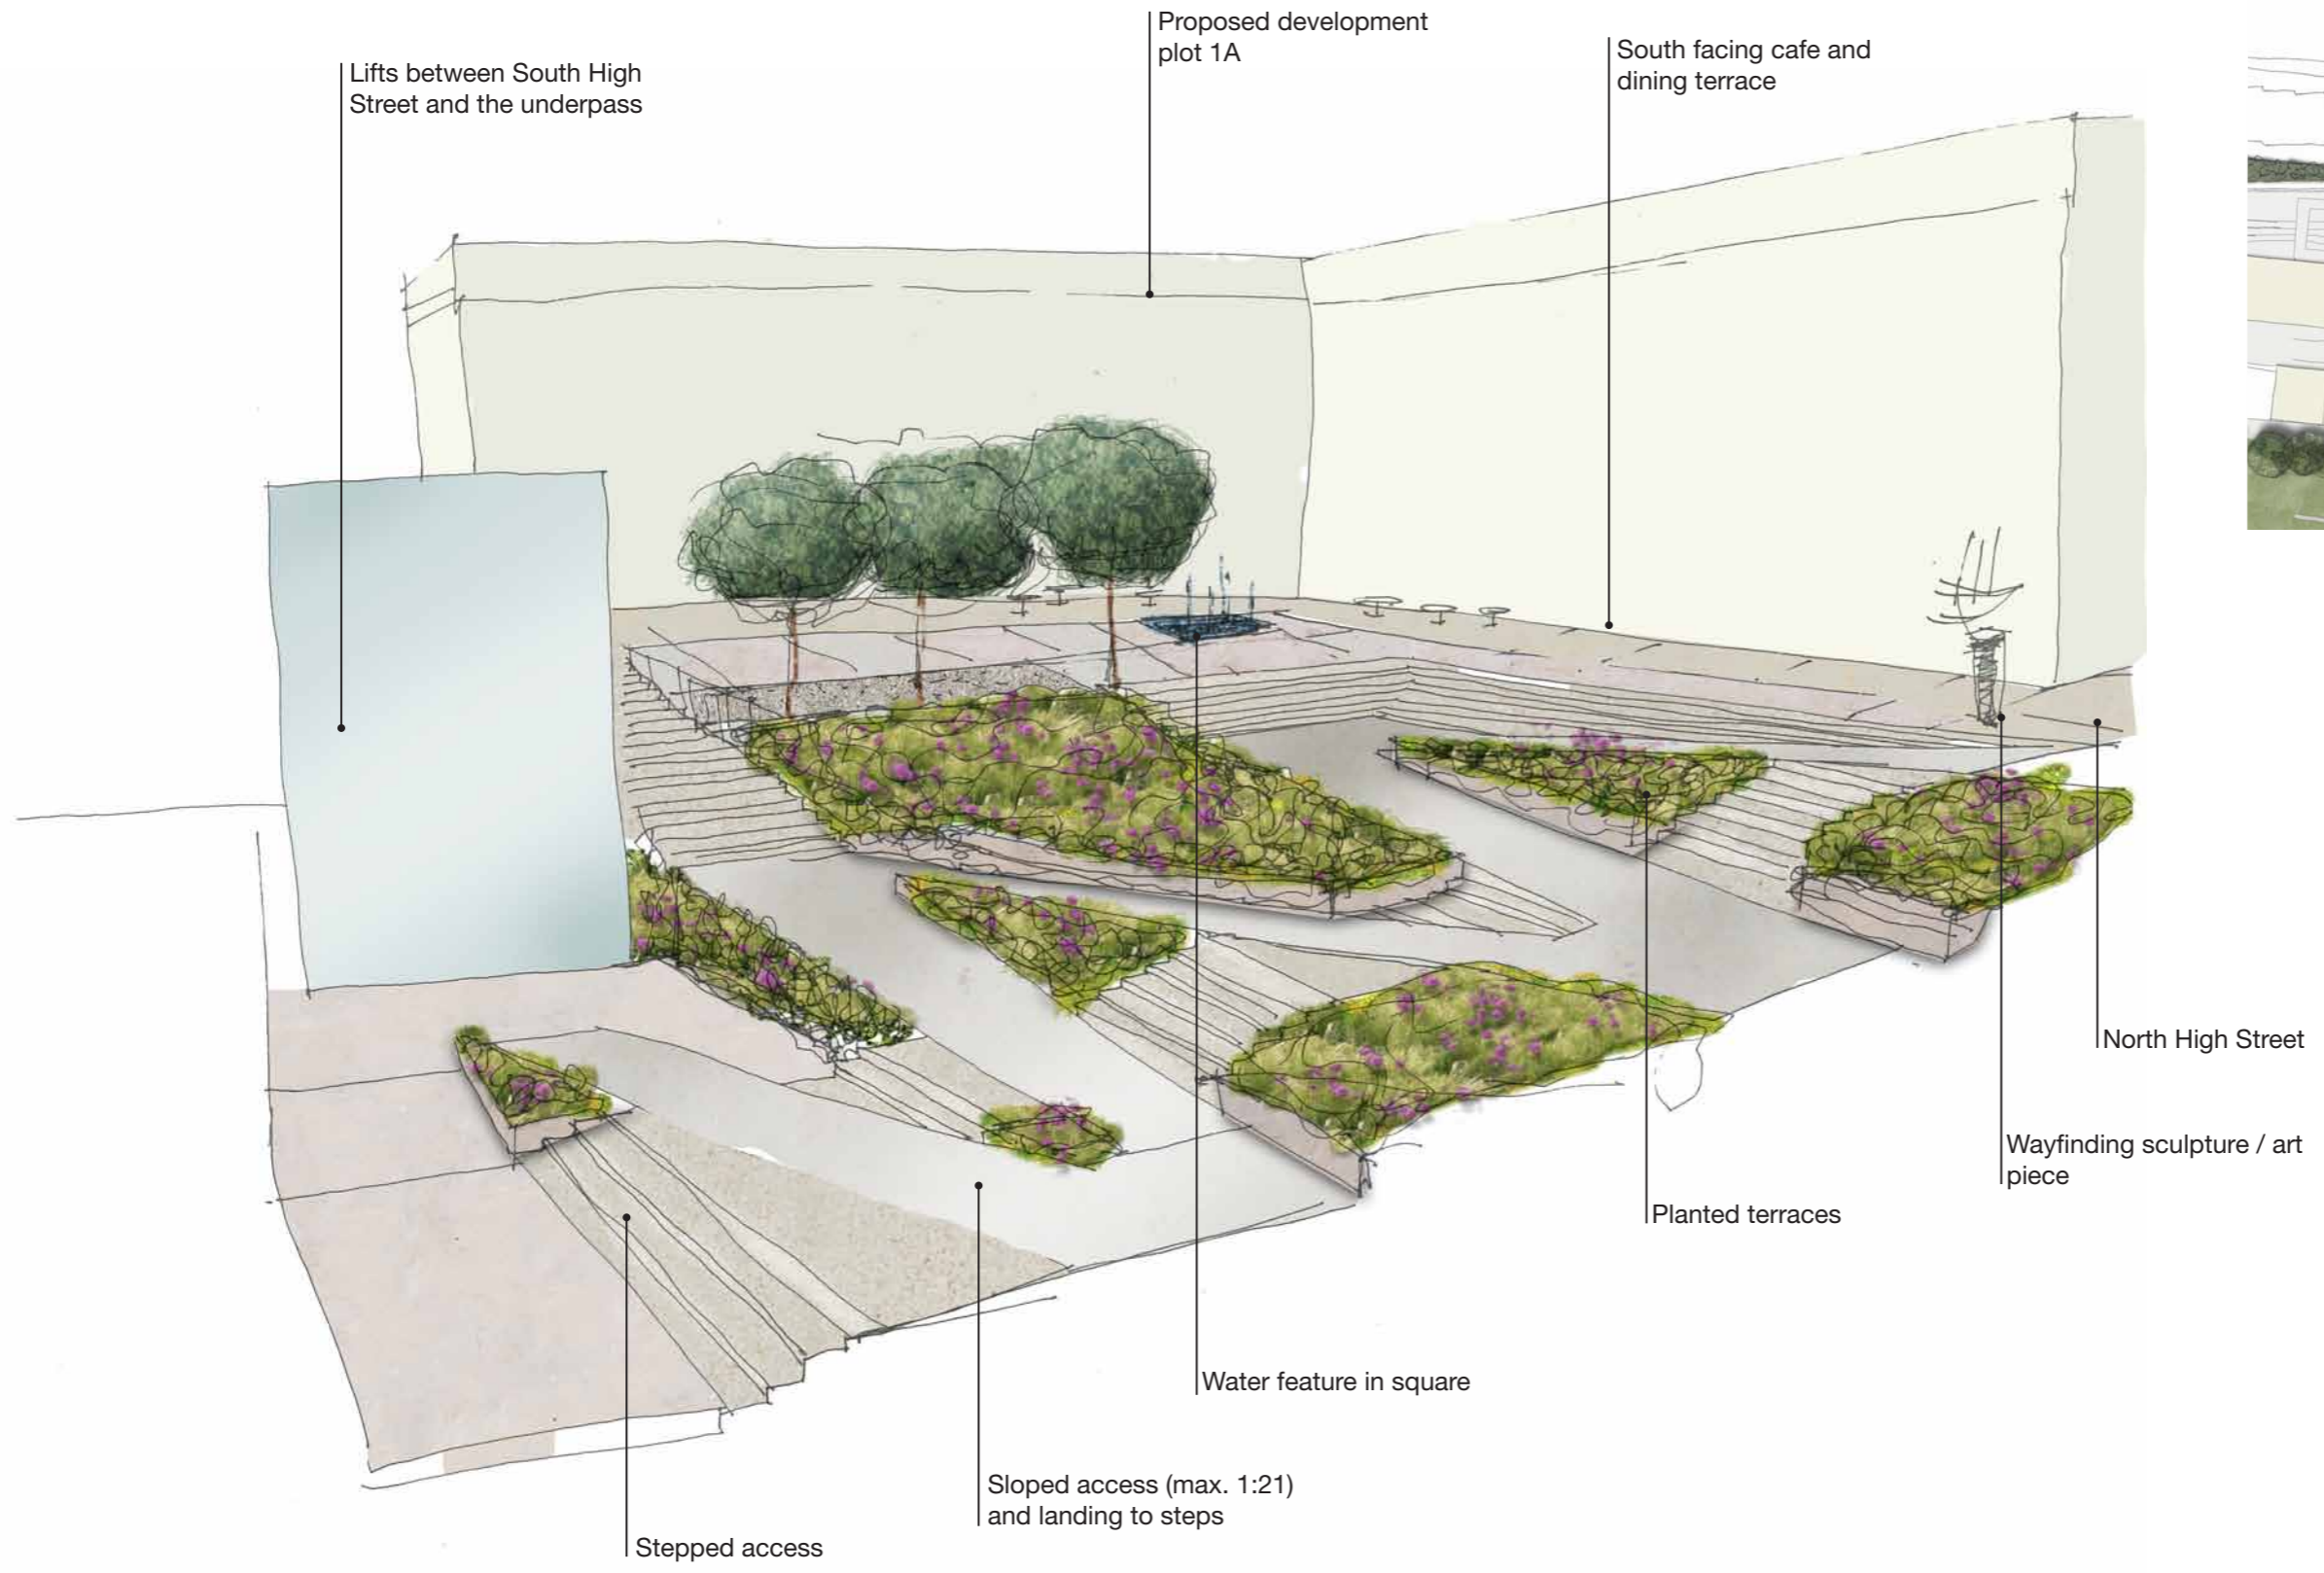 Proposed development
plot 1A
South facing cafe and
dining terrace
Lifts between South High
Street and the underpass
North High Street
Wayfinding sculpture / art
piece
Planted terraces
Water feature in square
Sloped access (max. 1:21)
and landing to steps
Stepped access